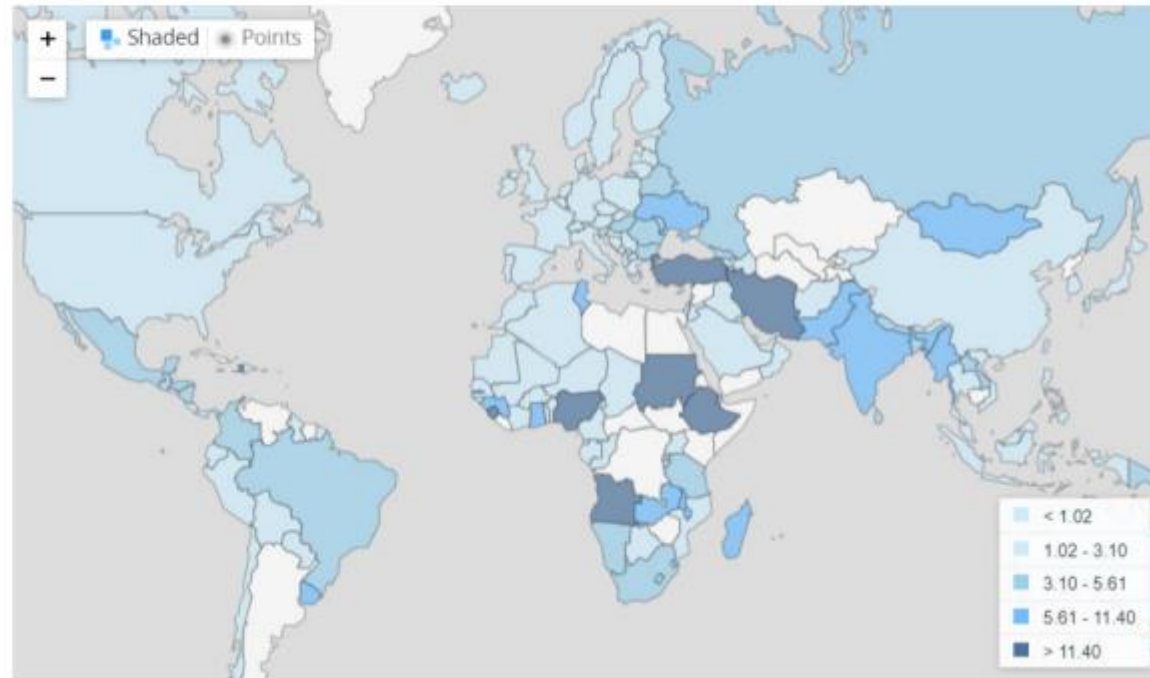 +
Shaded Points
−
< 1.02
1.02 - 3.10
3.10 - 5.61
5.61 - 11.40
> 11.40